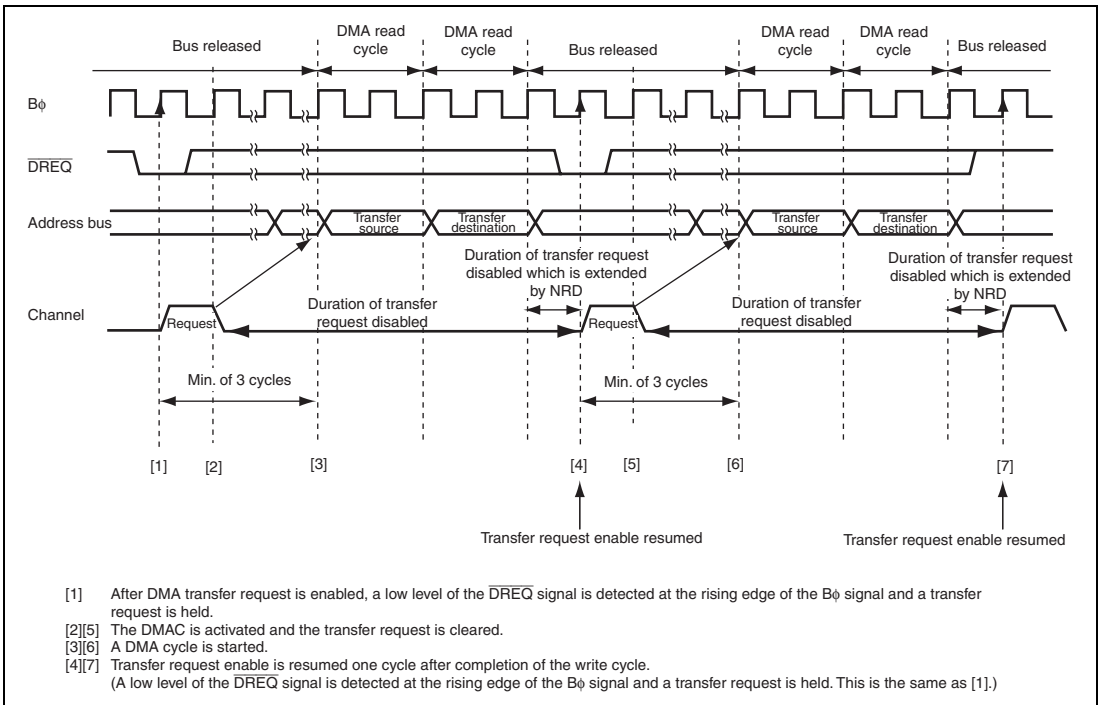 Bus released
DMA read cycle
DMA read cycle
Bus released
DMA read cycle
DMA read cycle
Bus released
Bϕ
DREQ
Address bus
Transfer source
Transfer destination
Transfer source
Transfer destination
Duration of transfer request disabled which is extended by NRD
Duration of transfer request disabled which is extended by NRD
Channel
Request
Duration of transfer request disabled
Request
Duration of transfer request disabled
Min. of 3 cycles
Min. of 3 cycles
[1]
[2]
[3]
[4]
[5]
[6]
[7]
Transfer request enable resumed
Transfer request enable resumed
[1] After DMA transfer request is enabled, a low level of the DREQ signal is detected at the rising edge of the Bϕ signal and a transfer
request is held.
[2][5] The DMAC is activated and the transfer request is cleared.
[3][6] A DMA cycle is started.
[4][7] Transfer request enable is resumed one cycle after completion of the write cycle.
(A low level of the DREQ signal is detected at the rising edge of the Bϕ signal and a transfer request is held. This is the same as [1].)